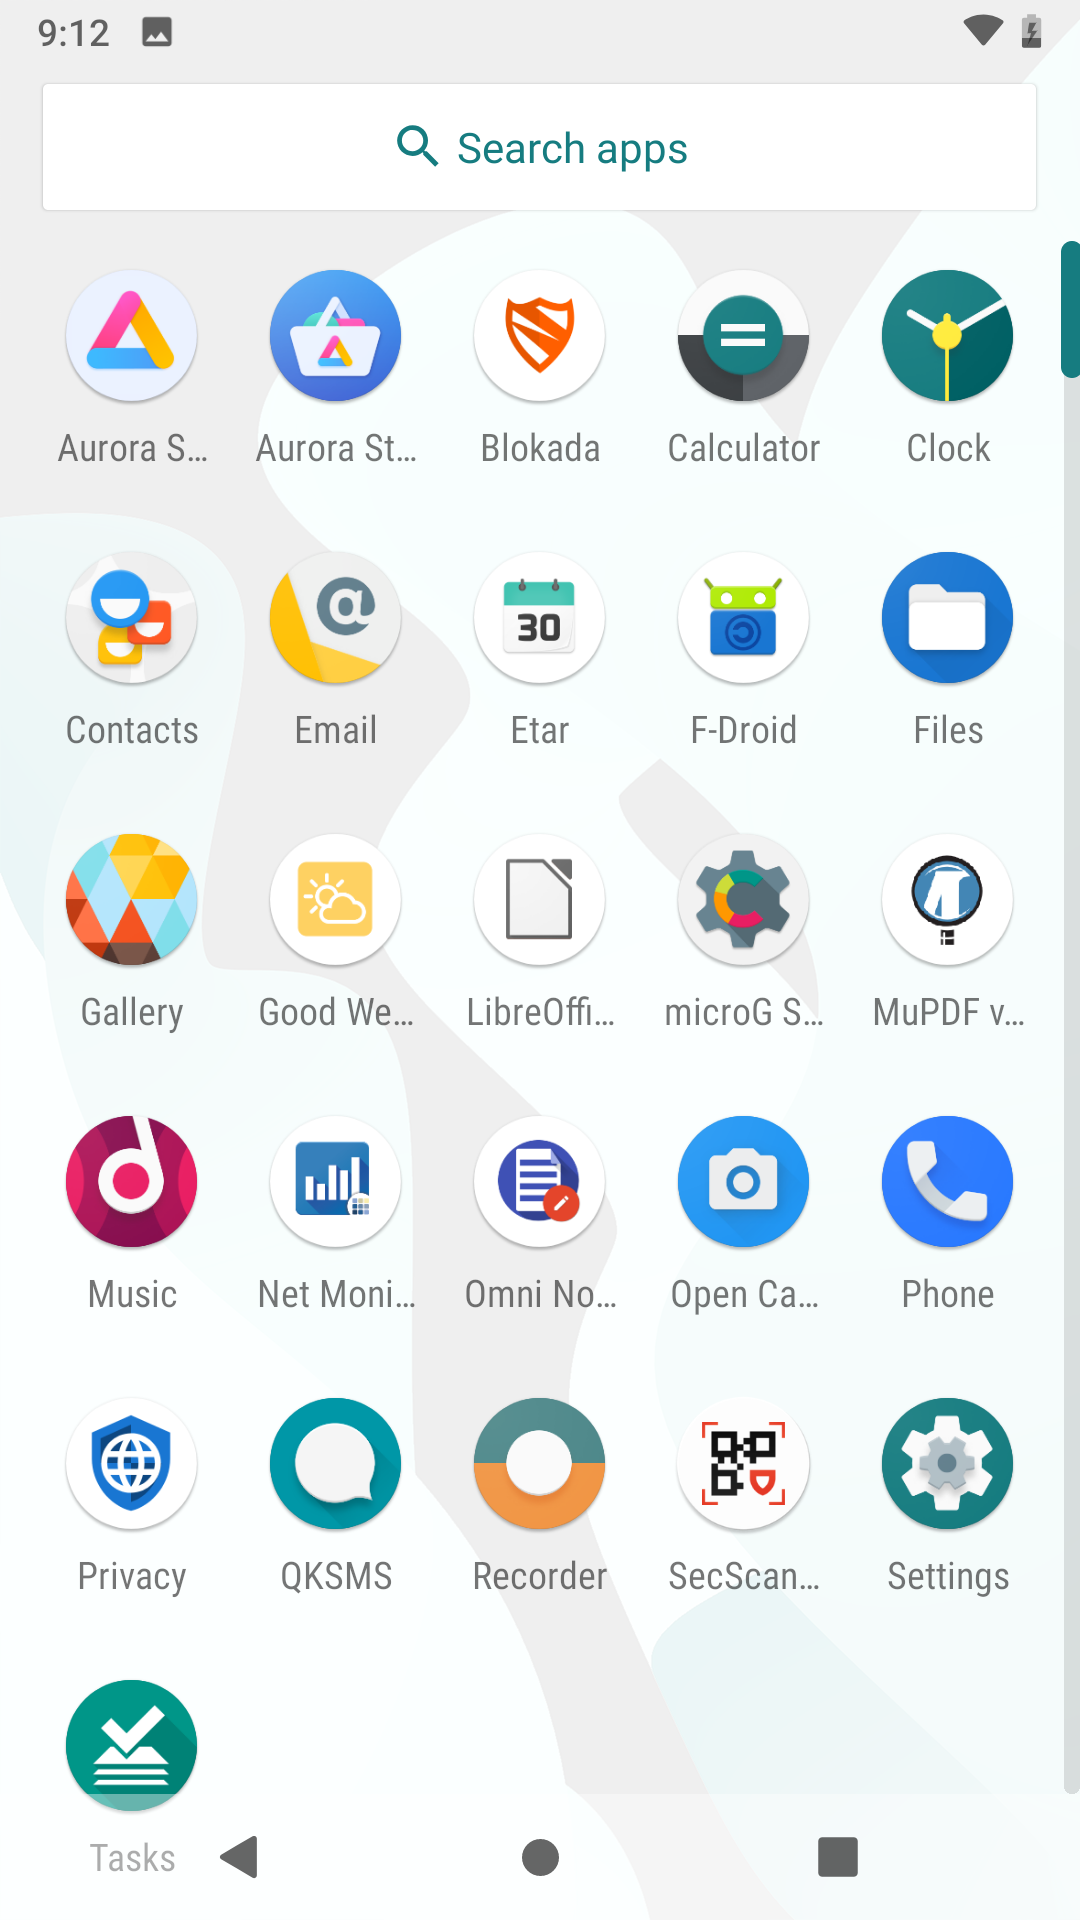 9:12
Search apps
Aurora S... Aurora St... Blokada Calculator Clock
30
Contacts Email Etar F-Droid Files
Gallery Good We... LibreOffi... microG S... MuPDF v...
Music Net Moni... Omni No... Open Ca... Phone
Privacy QKSMS Recorder SecScan... Settings
Tasks